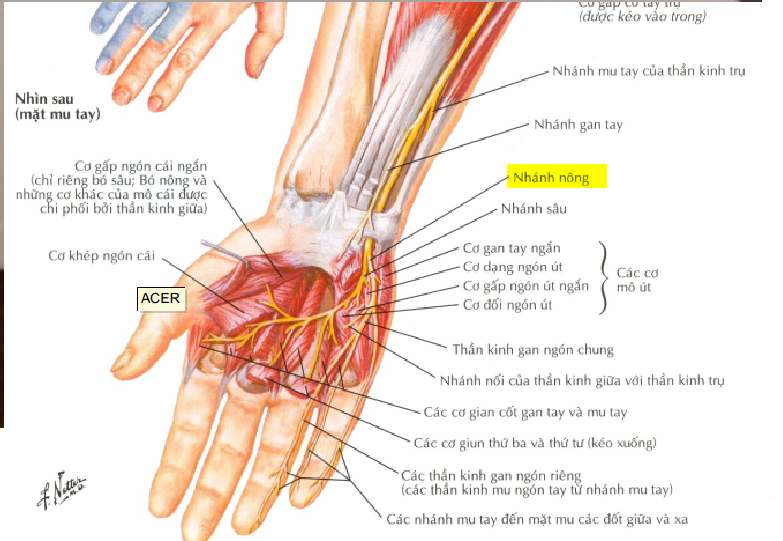 Cơ gấp cổ tay trụ
(được kéo vào trong)
Nhánh mu tay của thần kinh trụ
Nhìn sau
(mặt mu tay)
Nhánh gan tay
Cơ gấp ngón cái ngắn
(chỉ riêng bó sâu; Bó nông và
những cơ khác của mô cái được
chi phối bởi thần kinh giữa)
Nhánh nông
Nhánh sâu
Cơ khép ngón cái
Cơ gan tay ngắn
Cơ dạng ngón út
Cơ gấp ngón út ngắn
Cơ đối ngón út
Các cơ
mô út
ACER
Thần kinh gan ngón chung
Nhánh nối của thần kinh giữa với thần kinh trụ
Các cơ gian cốt gan tay và mu tay
Các cơ giun thứ ba và thứ tư (kéo xuống)
Các thần kinh gan ngón riêng
(các thần kinh mu ngón tay từ nhánh mu tay)
Các nhánh mu tay đến mặt mu các đốt giữa và xa
F. Netter
M.D.